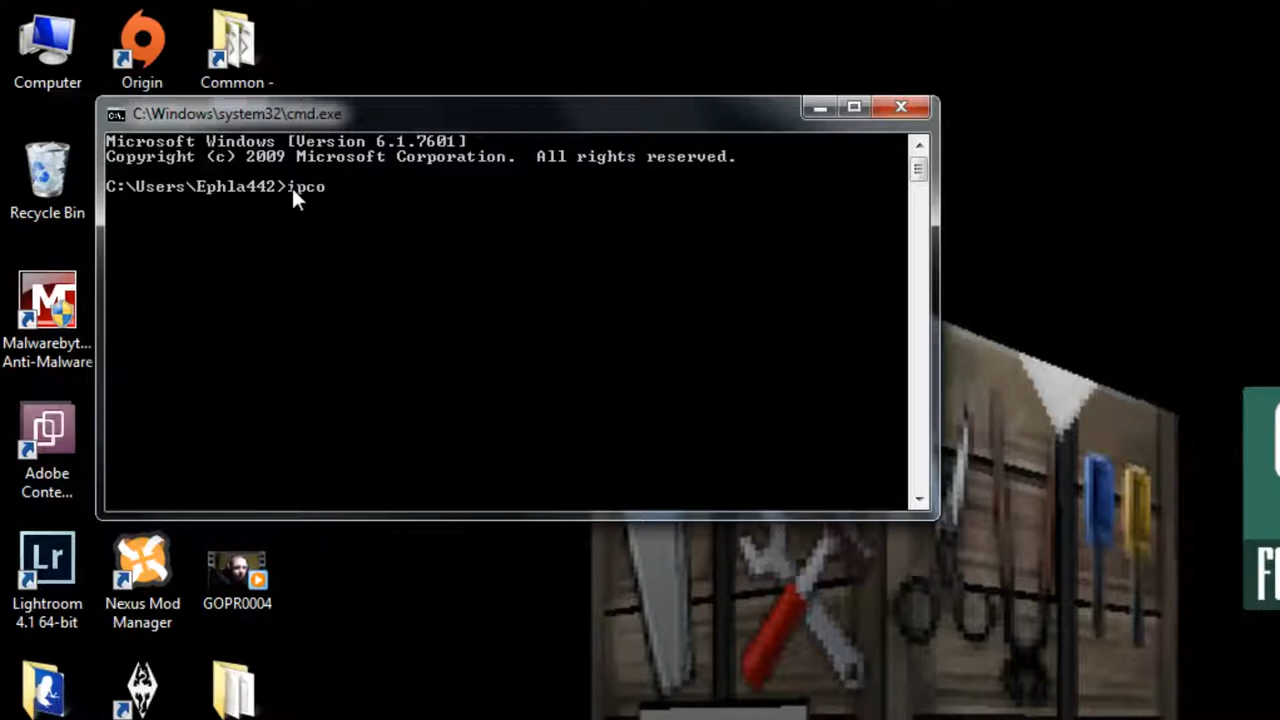 Computer
Origin
Common -
C:\Windows\system32\cmd.exe
Microsoft Windows [Version 6.1.7601]
Copyright (c) 2009 Microsoft Corporation. All rights reserved.
C:\Users\Ephla442>ipco
Recycle Bin
Malwarebyt...
Anti-Malware
Adobe
Conte...
Lr
Lightroom
4.1 64-bit
Nexus Mod
Manager
GOPR0004